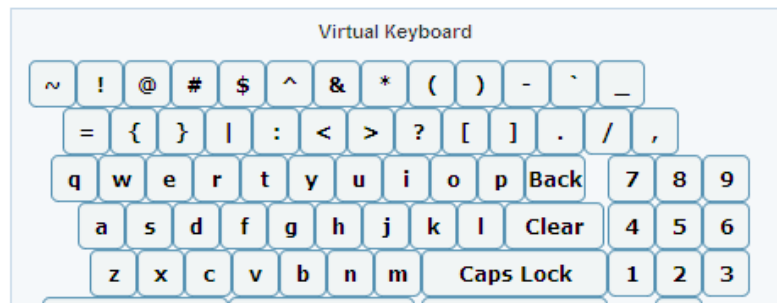 Virtual Keyboard
~ ! @ # $ ^ & * ( ) - ` _
= { } | : < > ? [ ] . / ,
q w e r t y u i o p Back 7 8 9
a s d f g h j k l Clear 4 5 6
z x c v b n m Caps Lock 1 2 3